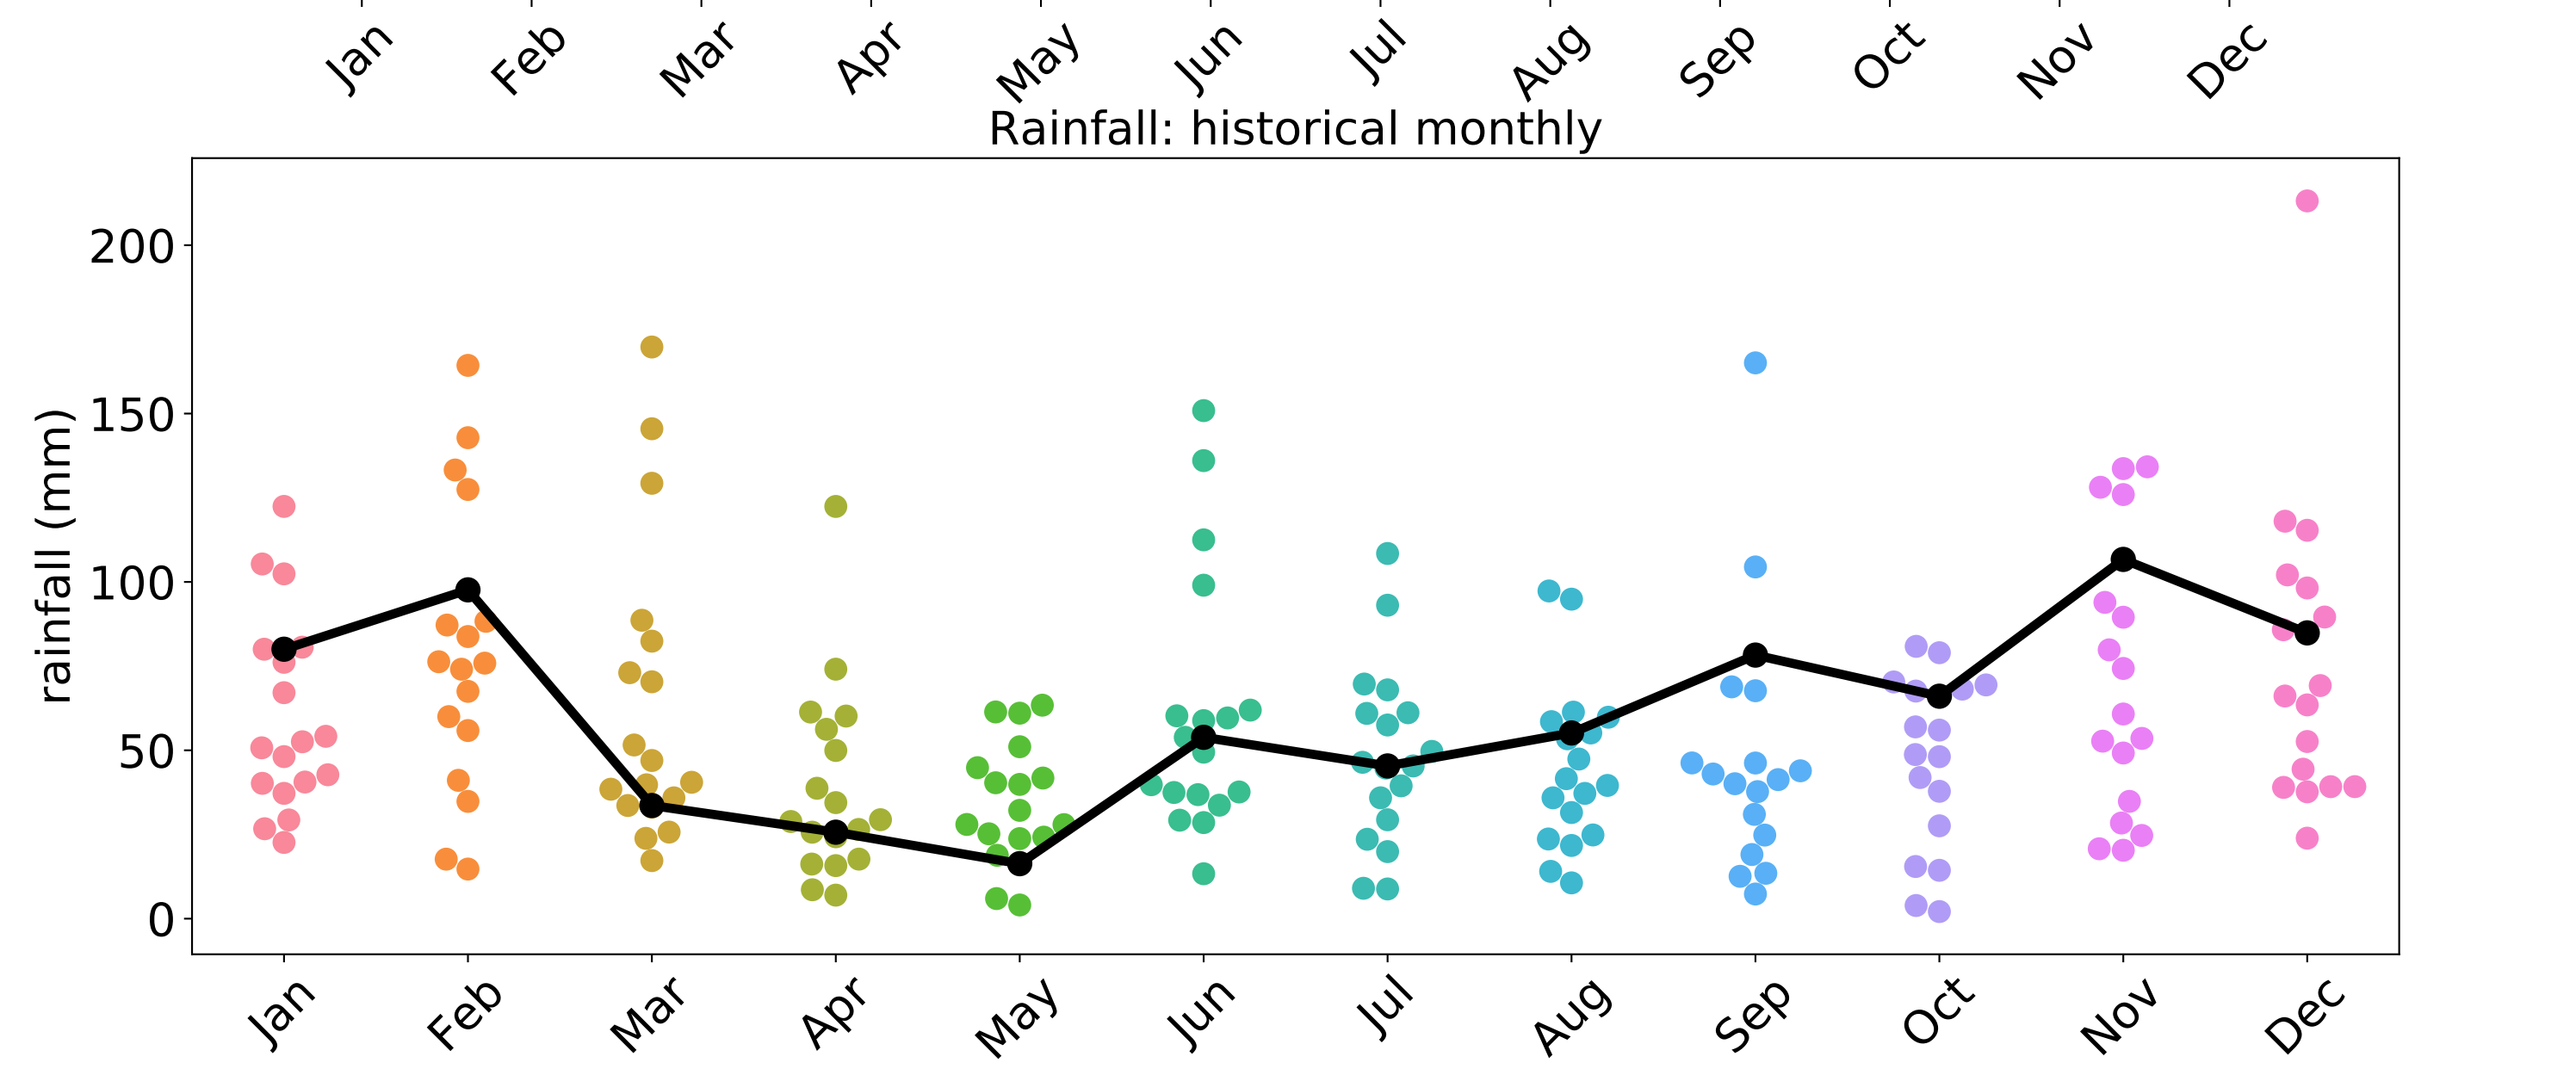 Jan Feb Mar Apr May Jun Jul Aug Sep Oct Nov Dec
Rainfall: historical monthly
rainfall (mm)
200
150
100
50
0
Jan Feb Mar Apr May Jun Jul Aug Sep Oct Nov Dec